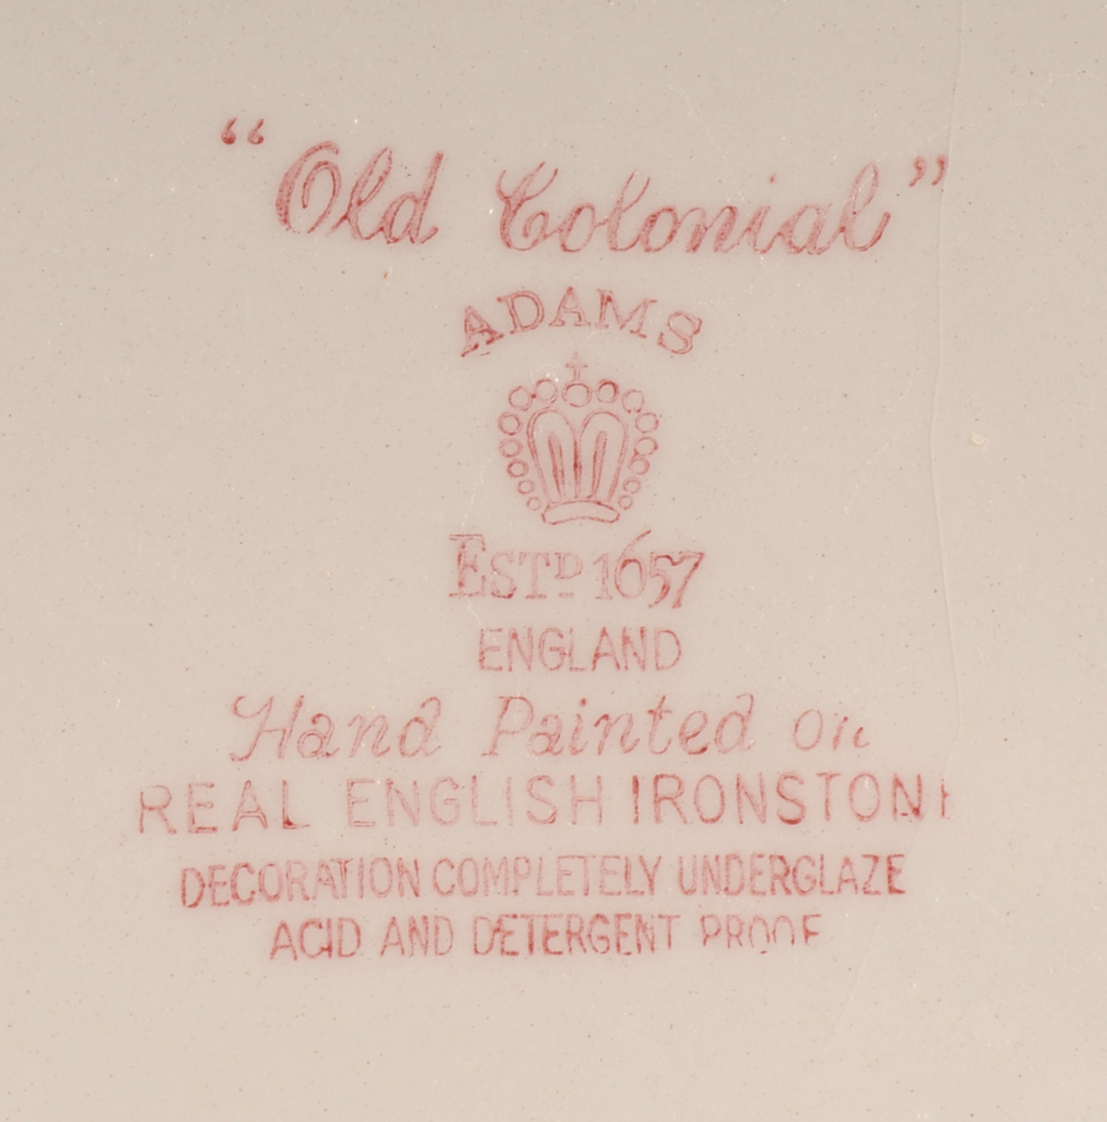 “Old Colonial”
ADAMS
ESTD 1657
ENGLAND
Hand Painted on
REAL ENGLISH IRONSTONE
DECORATION COMPLETELY UNDERGLAZE
ACID AND DETERGENT PROOF